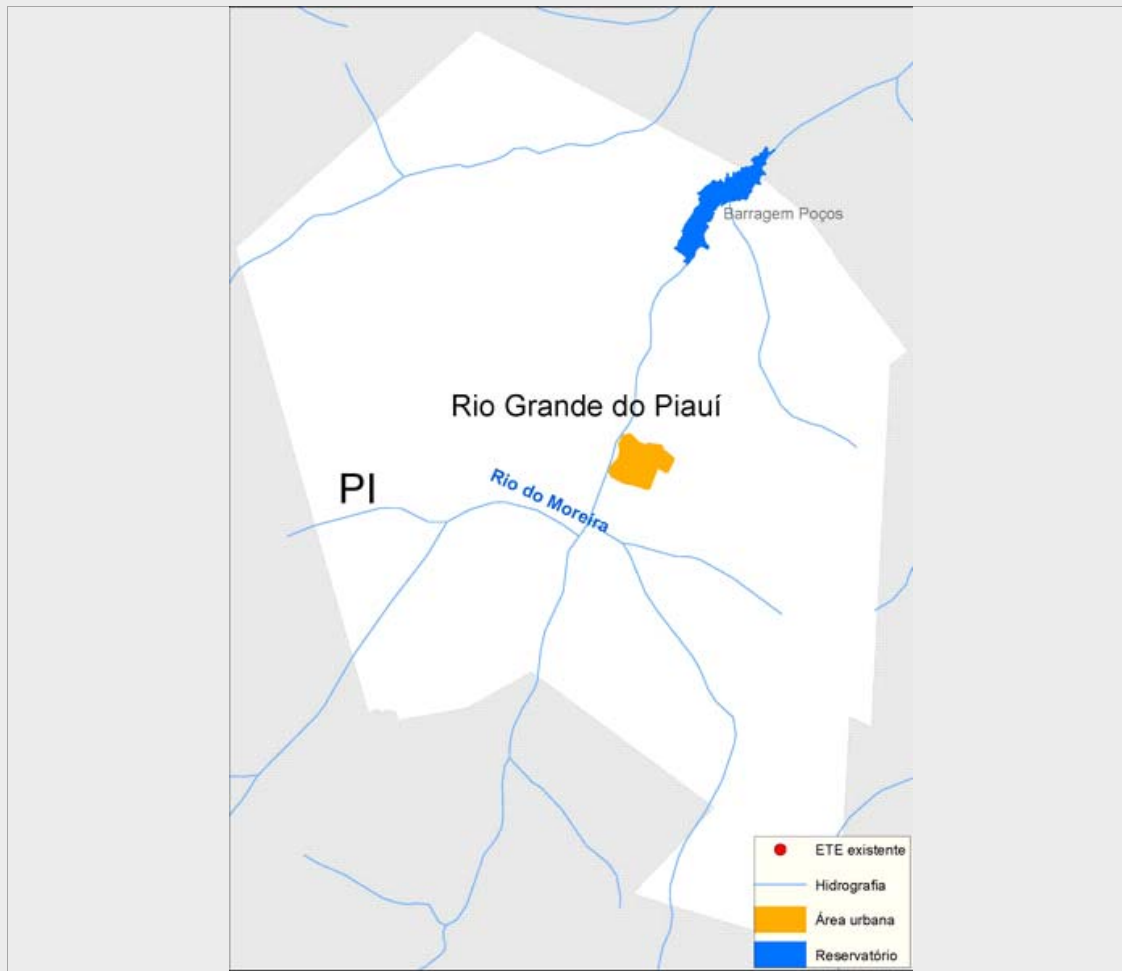 Barragem Poços
Rio Grande do Piauí
PI
Rio do Moreira
ETE existente
Hidrografia
Área urbana
Reservatório